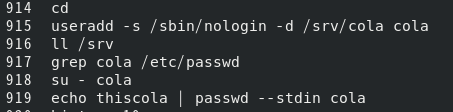 914 cd
915 useradd -s /sbin/nologin -d /srv/cola cola
916 ll /srv
917 grep cola /etc/passwd
918 su - cola
919 echo thiscola | passwd --stdin cola